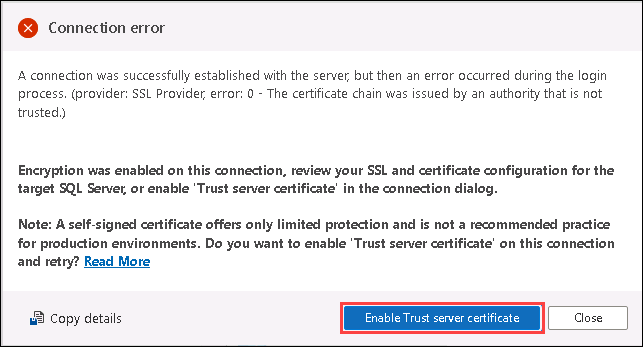 Connection error
A connection was successfully established with the server, but then an error occurred during the login
process. (provider: SSL Provider, error: 0 - The certificate chain was issued by an authority that is not
trusted.)
Encryption was enabled on this connection, review your SSL and certificate configuration for the
target SQL Server, or enable 'Trust server certificate' in the connection dialog.
Note: A self-signed certificate offers only limited protection and is not a recommended practice
for production environments. Do you want to enable 'Trust server certificate' on this connection
and retry? Read More
Copy details
Enable Trust server certificate
Close